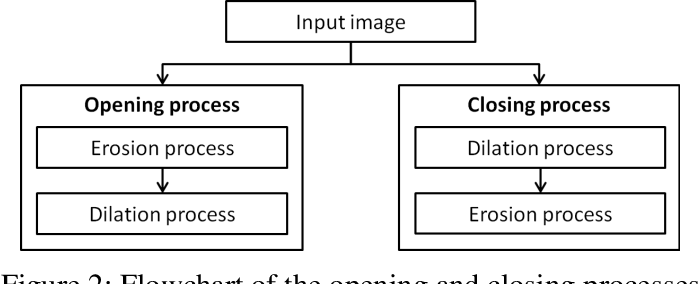 Input image
Opening process
Erosion process
Dilation process
Closing process
Dilation process
Erosion process
Figure 2: Flowchart of the opening and closing processes